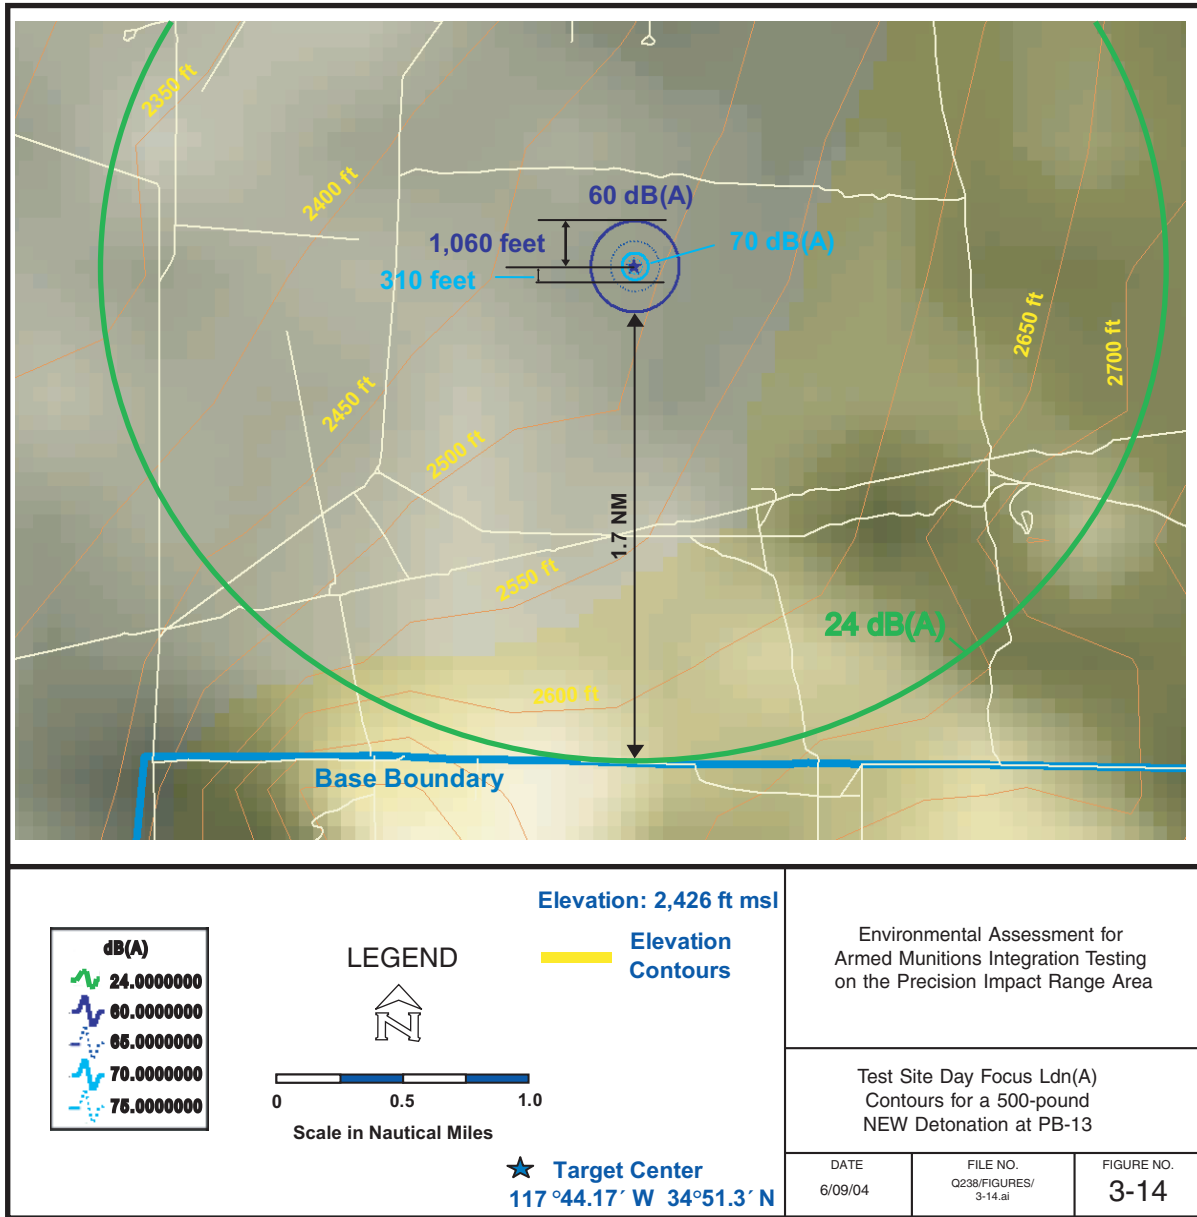 2350 ft
2400 ft
60 dB(A)
1,060 feet
70 dB(A)
310 feet
2650 ft
2700 ft
2450 ft
2500 ft
1.7 NM
2550 ft
24 dB(A)
2600 ft
Base Boundary
Elevation: 2,426 ft msl
Elevation
Contours
LEGEND
N
dB(A)
24.0000000
60.0000000
65.0000000
70.0000000
75.0000000
0 0.5 1.0
Scale in Nautical Miles
Target Center
117 °44.17´ W 34°51.3´ N
Environmental Assessment for
Armed Munitions Integration Testing
on the Precision Impact Range Area
Test Site Day Focus Ldn(A)
Contours for a 500-pound
NEW Detonation at PB-13
DATE
6/09/04
FILE NO.
Q238/FIGURES/
3-14.ai
FIGURE NO.
3-14